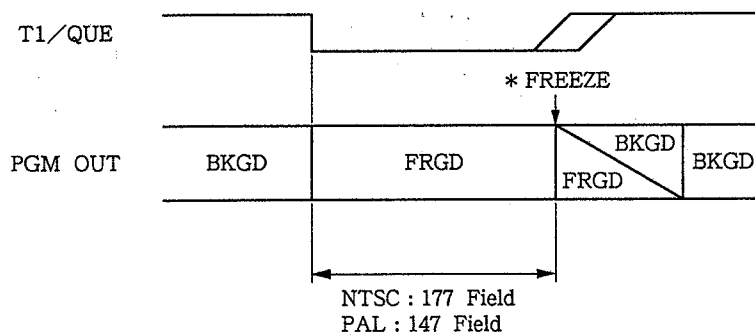 T1/QUE
* FREEZE
PGM OUT
BKGD
FRGD
BKGD
FRGD
BKGD
NTSC : 177 Field
PAL : 147 Field